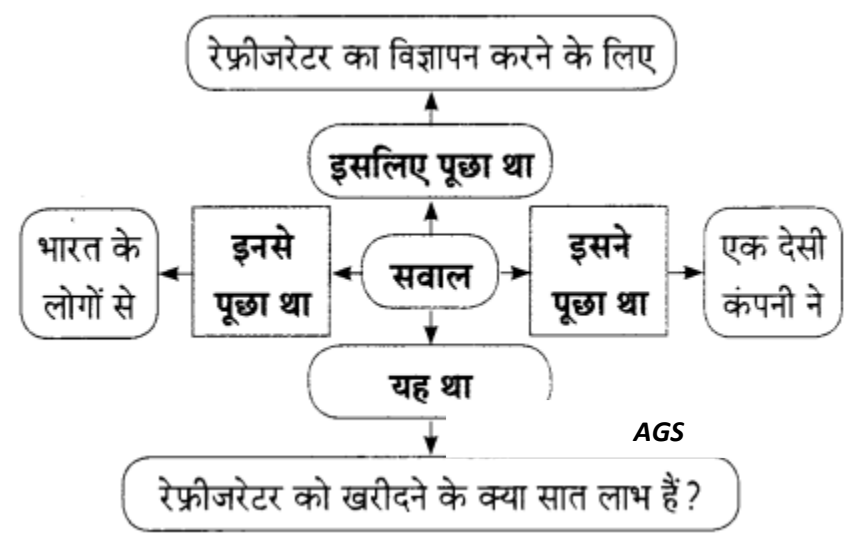 रेफ्रीजरेटर का विज्ञापन करने के लिए
इसलिए पूछा था
भारत के
लोगों से
इनसे
पूछा था
सवाल
इसने
पूछा था
एक देसी
कंपनी ने
यह था
AGS
रेफ्रीजरेटर को खरीदने के क्या सात लाभ हैं?